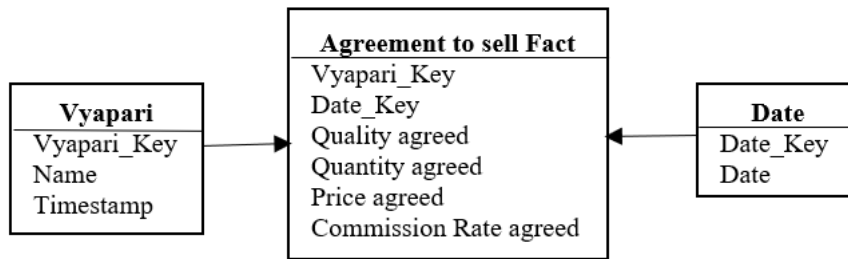 Vyapari
Vyapari_Key
Name
Timestamp
Agreement to sell Fact
Vyapari_Key
Date_Key
Quality agreed
Quantity agreed
Price agreed
Commission Rate agreed
Date
Date_Key
Date